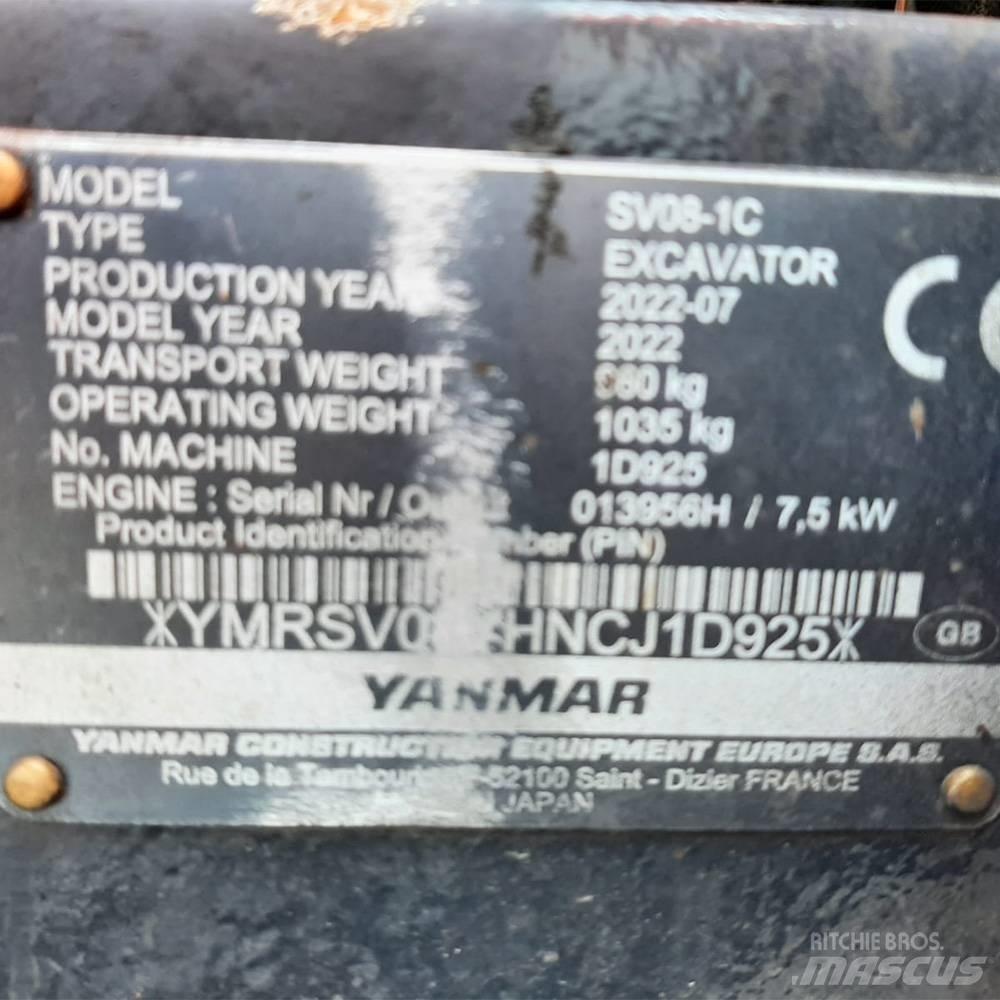 MODEL SV08-1C
TYPE EXCAVATOR
PRODUCTION YEAR 2022-07
MODEL YEAR 2022
TRANSPORT WEIGHT kg
OPERATING WEIGHT 1035 kg
No. MACHINE 1D925
ENGINE : Serial Nr / 013956H / 7,5 kW
Product Identification Number (PIN)
HNCJ1D925
GB
CE
YANMAR
YANMAR CONSTRUCTION EQUIPMENT EUROPE S.A.S.
Rue de la 52100 Saint - Dizier FRANCE
JAPAN
RITCHIE BROS.
MASCUS